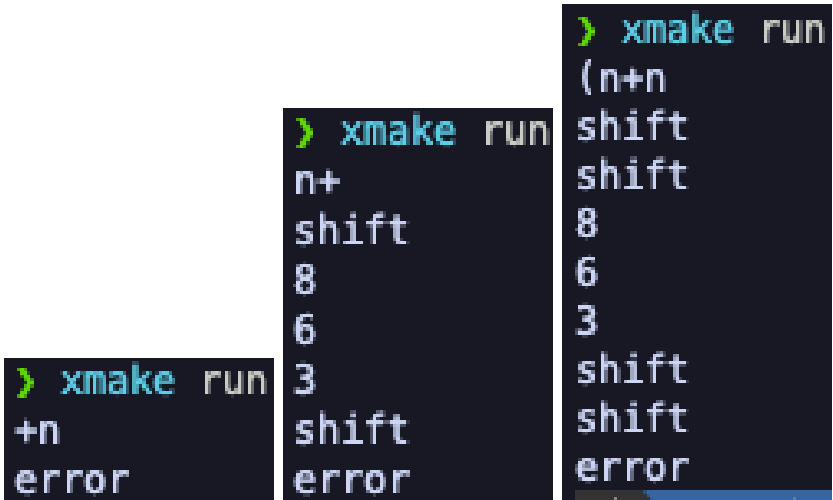 ❯ xmake run
+n
error
❯ xmake run
n+
shift
8
6
3
shift
error
❯ xmake run
(n+n
shift
shift
8
6
3
shift
shift
error